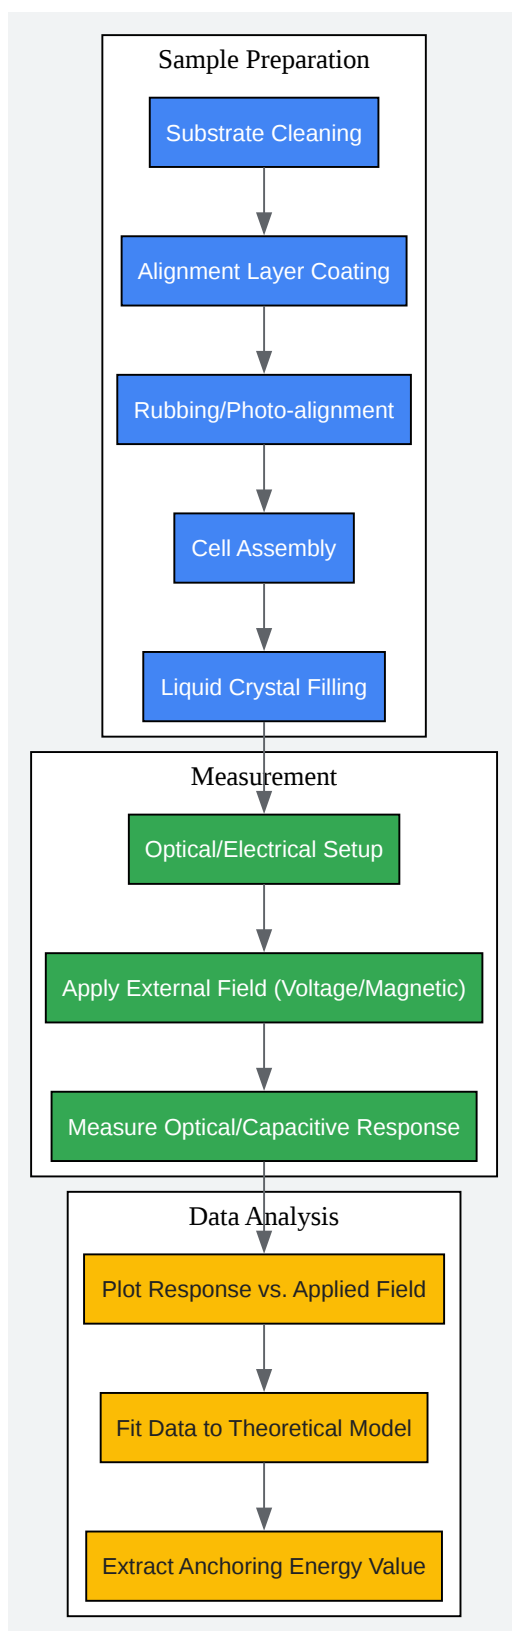 Sample Preparation
Substrate Cleaning
Alignment Layer Coating
Rubbing/Photo-alignment
Cell Assembly
Liquid Crystal Filling
Measurement
Optical/Electrical Setup
Apply External Field (Voltage/Magnetic)
Measure Optical/Capacitive Response
Data Analysis
Plot Response vs. Applied Field
Fit Data to Theoretical Model
Extract Anchoring Energy Value